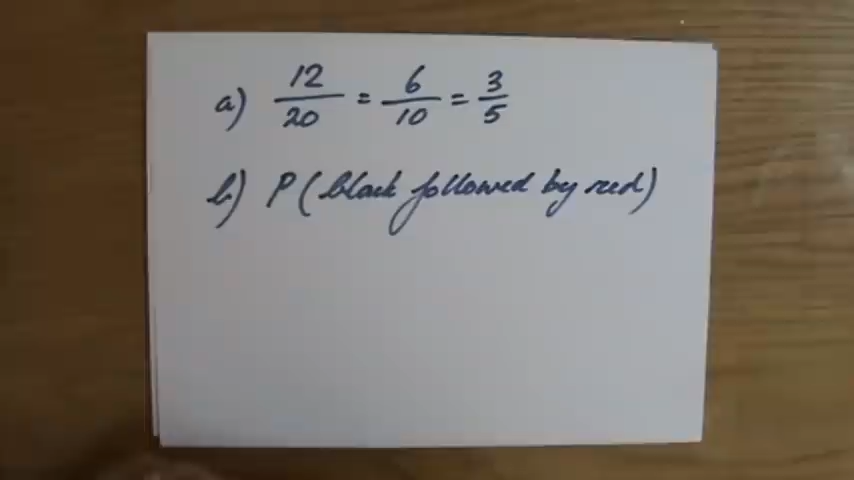 a) 12/20 = 6/10 = 3/5
b) P(black followed by red)